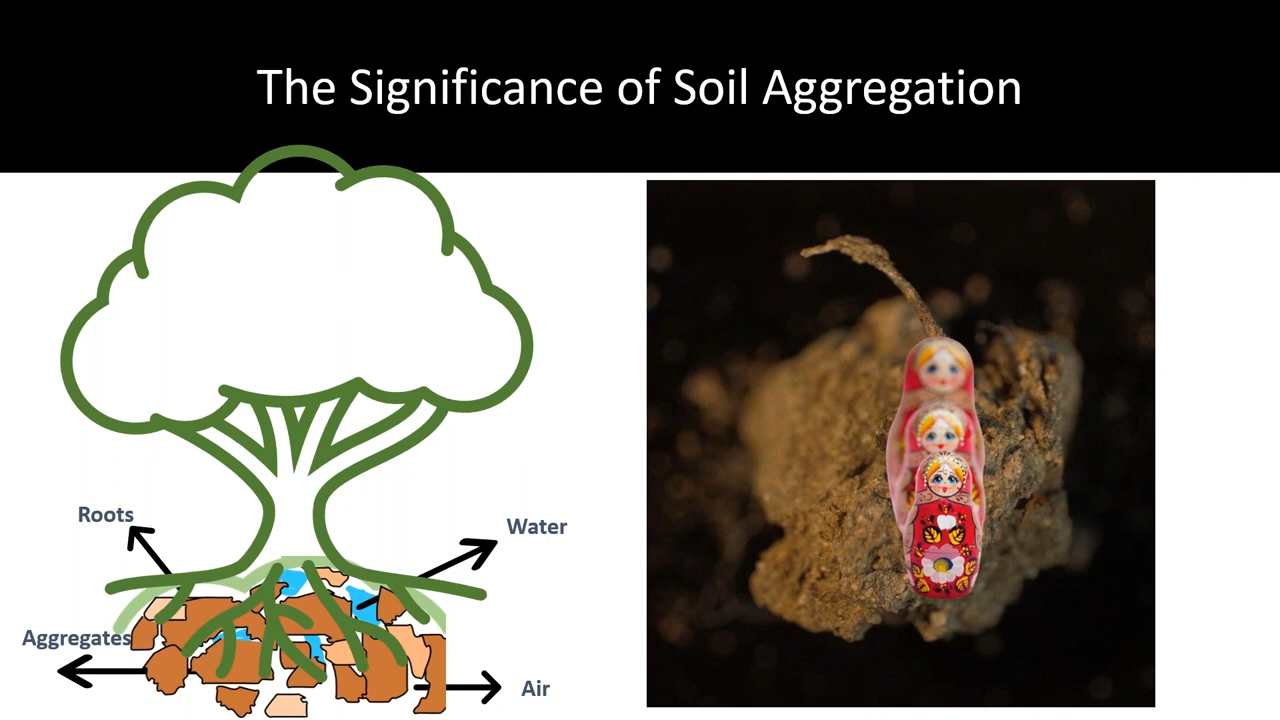 The Significance of Soil Aggregation
Roots
Water
Aggregates
Air